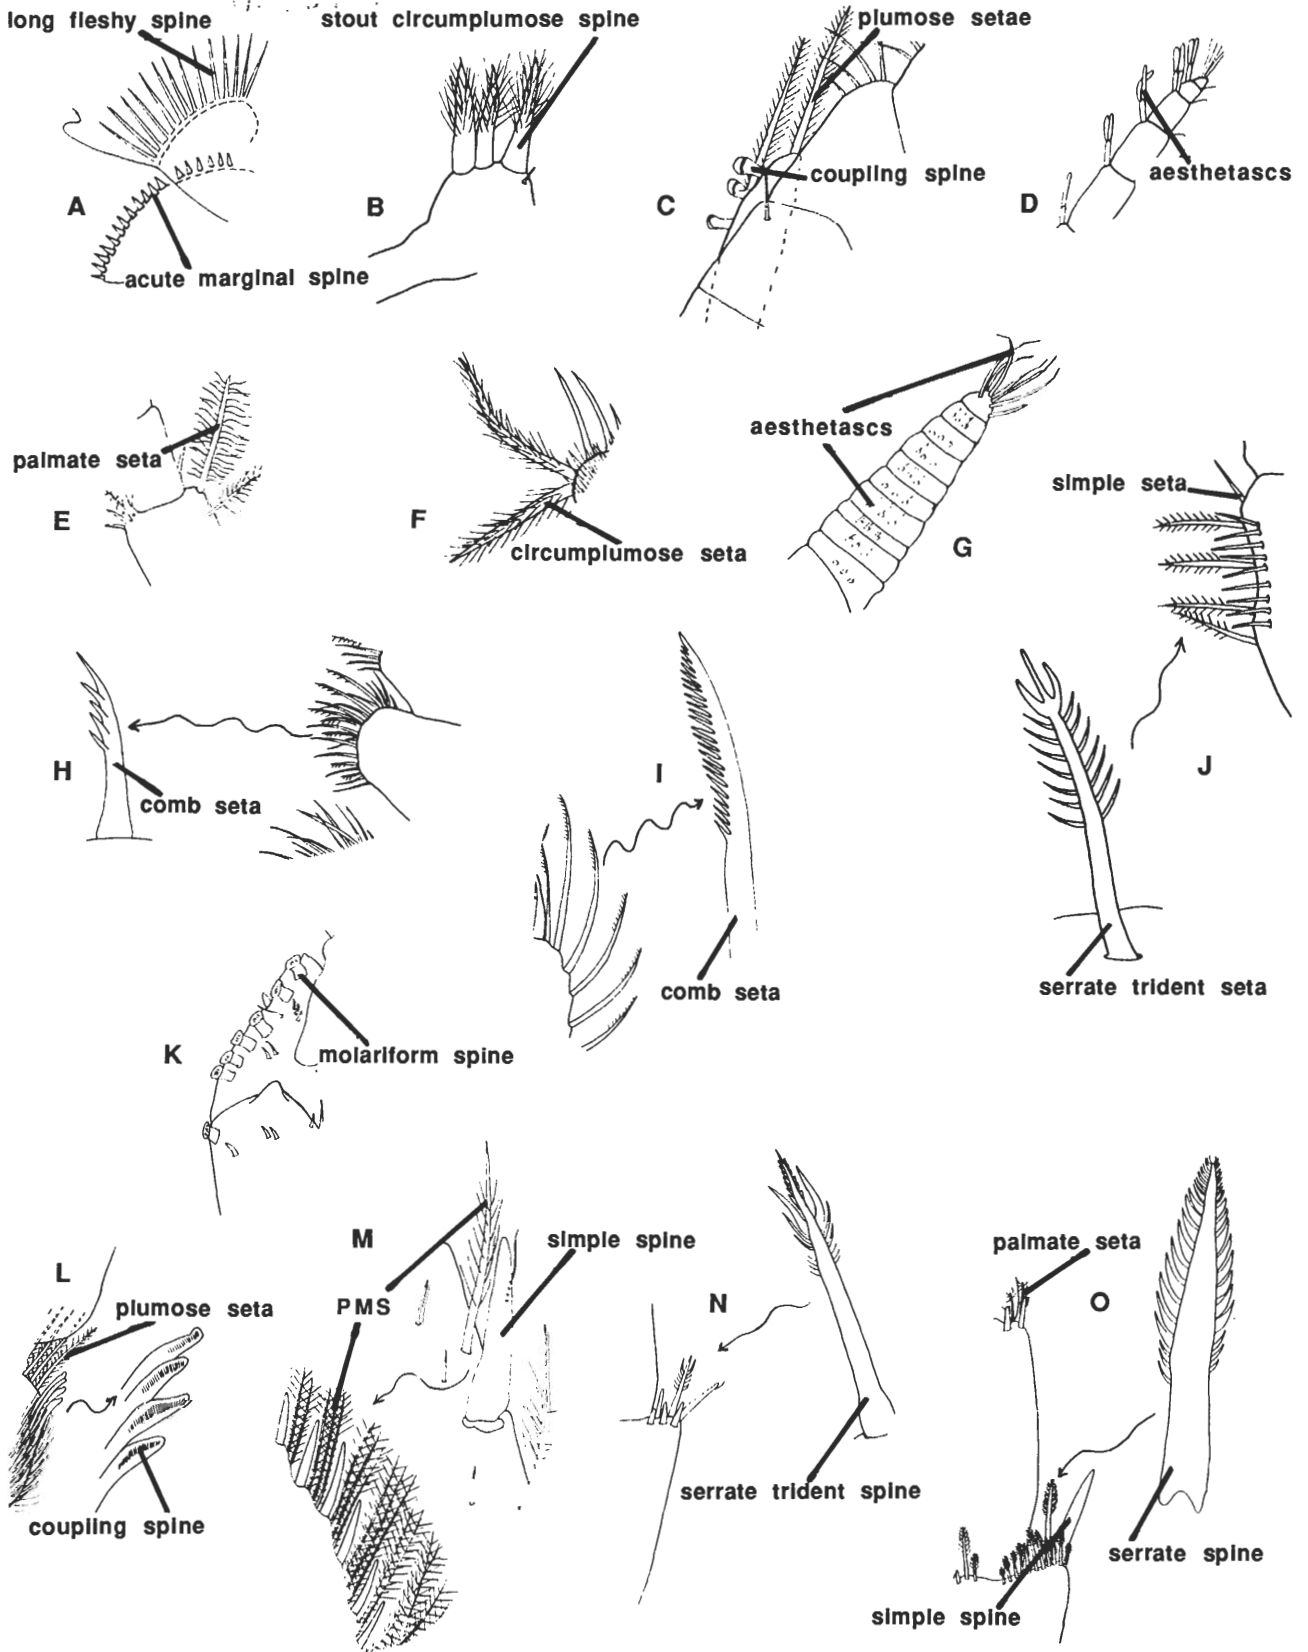 long fleshy spine
stout circumplumose spine
plumose setae
coupling spine
aesthetascs
A
B
C
D
acute marginal spine
palmate seta
E
F
circumplumose seta
aesthetascs
G
simple seta
H
comb seta
I
comb seta
J
serrate trident seta
K
molariform spine
L
plumose seta
coupling spine
M
PMS
simple spine
N
serrate trident spine
palmate seta
O
serrate spine
simple spine